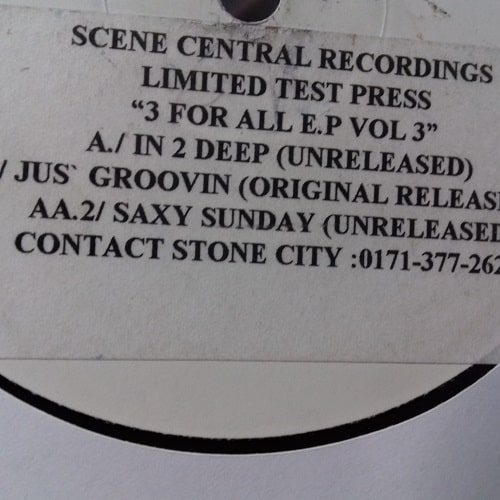 SCENE CENTRAL RECORDINGS
LIMITED TEST PRESS
“3 FOR ALL E.P VOL 3”
A./ IN 2 DEEP (UNRELEASED)
/ JUS` GROOVIN (ORIGINAL RELEAS
AA.2/ SAXY SUNDAY (UNRELEASED
CONTACT STONE CITY :0171-377-262